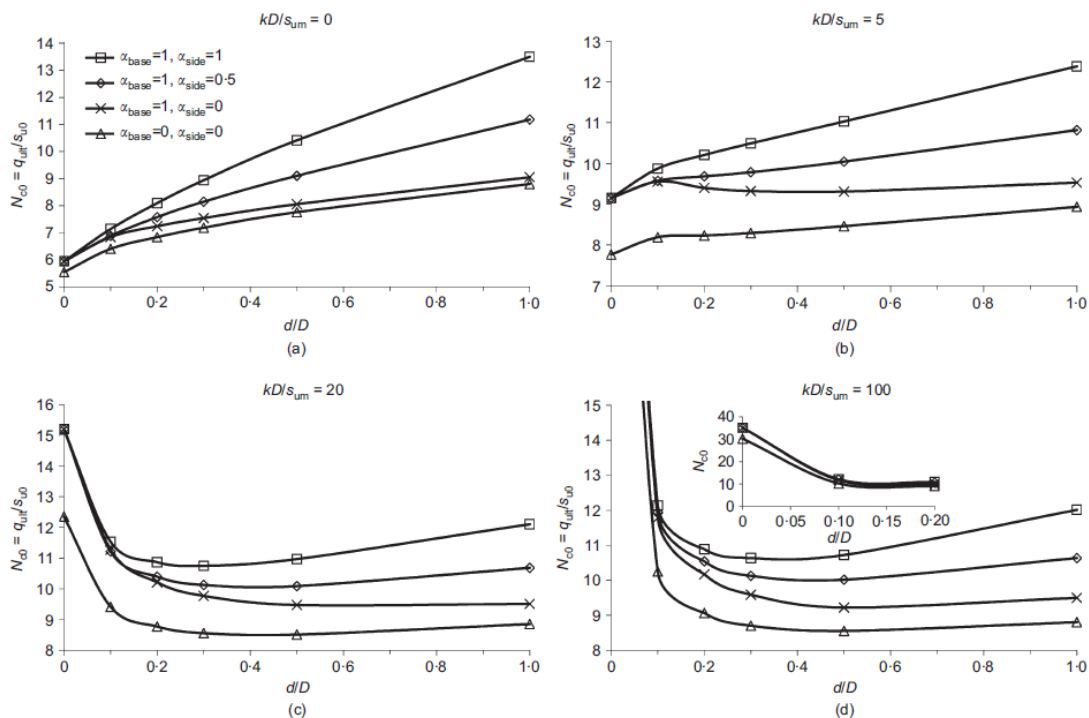 kD/sum = 0
14
13
12
11
10
9
8
7
6
5
Nc0 = qult/su0
αbase=1, αside=1
αbase=1, αside=0·5
αbase=1, αside=0
αbase=0, αside=0
0 0·2 0·4 0·6 0·8 1·0
d/D
(a)
kD/sum = 5
13
12
11
10
9
8
7
Nc0 = qult/su0
0 0·2 0·4 0·6 0·8 1·0
d/D
(b)
kD/sum = 20
16
15
14
13
12
11
10
9
8
Nc0 = qult/su0
0 0·2 0·4 0·6 0·8 1·0
d/D
(c)
kD/sum = 100
15
14
13
12
11
10
9
8
Nc0 = qult/su0
40
30
20
10
0
Nc0
0 0·05 0·10 0·15 0·20
d/D
0 0·2 0·4 0·6 0·8 1·0
d/D
(d)